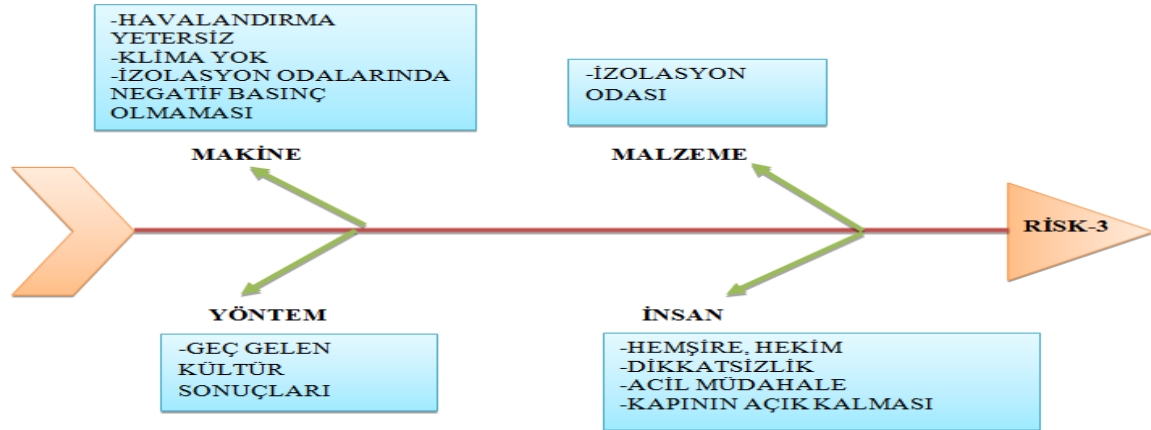 -HAVALANDIRMA
YETERSİZ
-KLİMA YOK
-İZOLASYON ODALARINDA
NEGATİF BASINÇ
OLMAMASI
MAKİNE
-İZOLASYON
ODASI
MALZEME
RİSK-3
YÖNTEM
-GEÇ GELEN
KÜLTÜR
SONUÇLARI
İNSAN
-HEMŞİRE, HEKİM
-DİKKATSİZLİK
-ACİL MÜDAHALE
-KAPININ AÇIK KALMASI